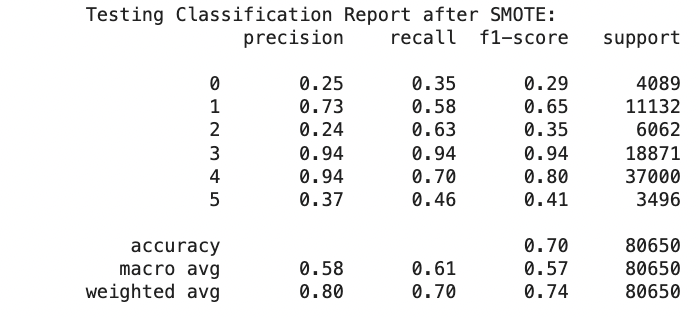 Testing Classification Report after SMOTE:
precision recall f1-score support
0 0.25 0.35 0.29 4089
1 0.73 0.58 0.65 11132
2 0.24 0.63 0.35 6062
3 0.94 0.94 0.94 18871
4 0.94 0.70 0.80 37000
5 0.37 0.46 0.41 3496
accuracy 0.70 80650
macro avg 0.58 0.61 0.57 80650
weighted avg 0.80 0.70 0.74 80650